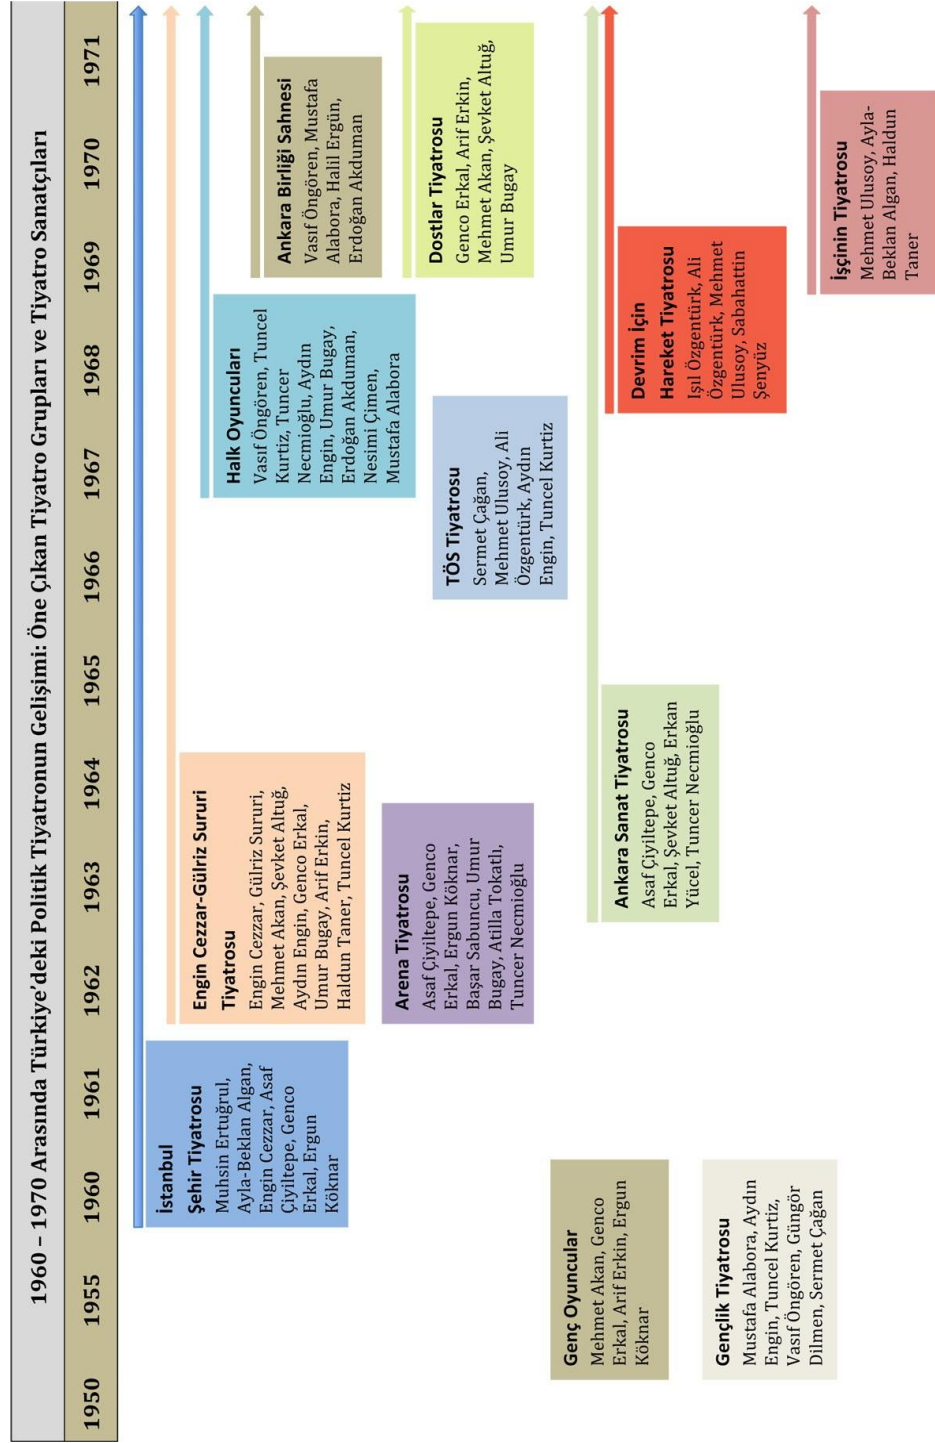 1960 – 1970 Arasında Türkiye'deki Politik Tiyatronun Gelişimi: Öne Çıkan Tiyatro Grupları ve Tiyatro Sanatçıları
1950 1955 1960 1961 1962 1963 1964 1965 1966 1967 1968 1969 1970 1971
İstanbul
Şehir Tiyatrosu
Muhsin Ertuğrul,
Ayla-Beklan Algan,
Engin Cezzar, Asaf
Çiyiltepe, Genco
Erkal, Ergun
Köknar
Engin Cezzar-Gülriz Sururi
Tiyatrosu
Engin Cezzar, Gülriz Sururi,
Mehmet Akan, Şevket Altuğ,
Aydın Engin, Genco Erkal,
Umur Bugay, Arif Erkin,
Haldun Taner, Tuncel Kurtiz
Halk Oyuncuları
Vasıf Öngören, Tuncel
Kurtiz, Tuncer
Necmioğlu, Aydın
Engin, Umur Bugay,
Erdoğan Akduman,
Nesimi Çimen,
Mustafa Alabora
Ankara Birliği Sahnesi
Vasıf Öngören, Mustafa
Alabora, Halil Ergün,
Erdoğan Akduman
Arena Tiyatrosu
Asaf Çiyiltepe, Genco
Erkal, Ergun Köknar,
Başar Sabuncu, Umur
Bugay, Atilla Tokatlı,
Tuncer Necmioğlu
TÖS Tiyatrosu
Sermet Çağan,
Mehmet Ulusoy, Ali
Özgentürk, Aydın
Engin, Tuncel Kurtiz
Dostlar Tiyatrosu
Genco Erkal, Arif Erkin,
Mehmet Akan, Şevket Altuğ,
Umur Bugay
Genç Oyuncular
Mehmet Akan, Genco
Erkal, Arif Erkin, Ergun
Köknar
Ankara Sanat Tiyatrosu
Asaf Çiyiltepe, Genco
Erkal, Şevket Altuğ, Erkan
Yücel, Tuncer Necmioğlu
Devrim İçin
Hareket Tiyatrosu
Işıl Özgentürk, Ali
Özgentürk, Mehmet
Ulusoy, Sabahattin
Şenyüz
Gençlik Tiyatrosu
Mustafa Alabora, Aydın
Engin, Tuncel Kurtiz,
Vasıf Öngören, Güngör
Dilmen, Sermet Çağan
İşçinin Tiyatrosu
Mehmet Ulusoy, Ayla-
Beklan Algan, Haldun
Taner